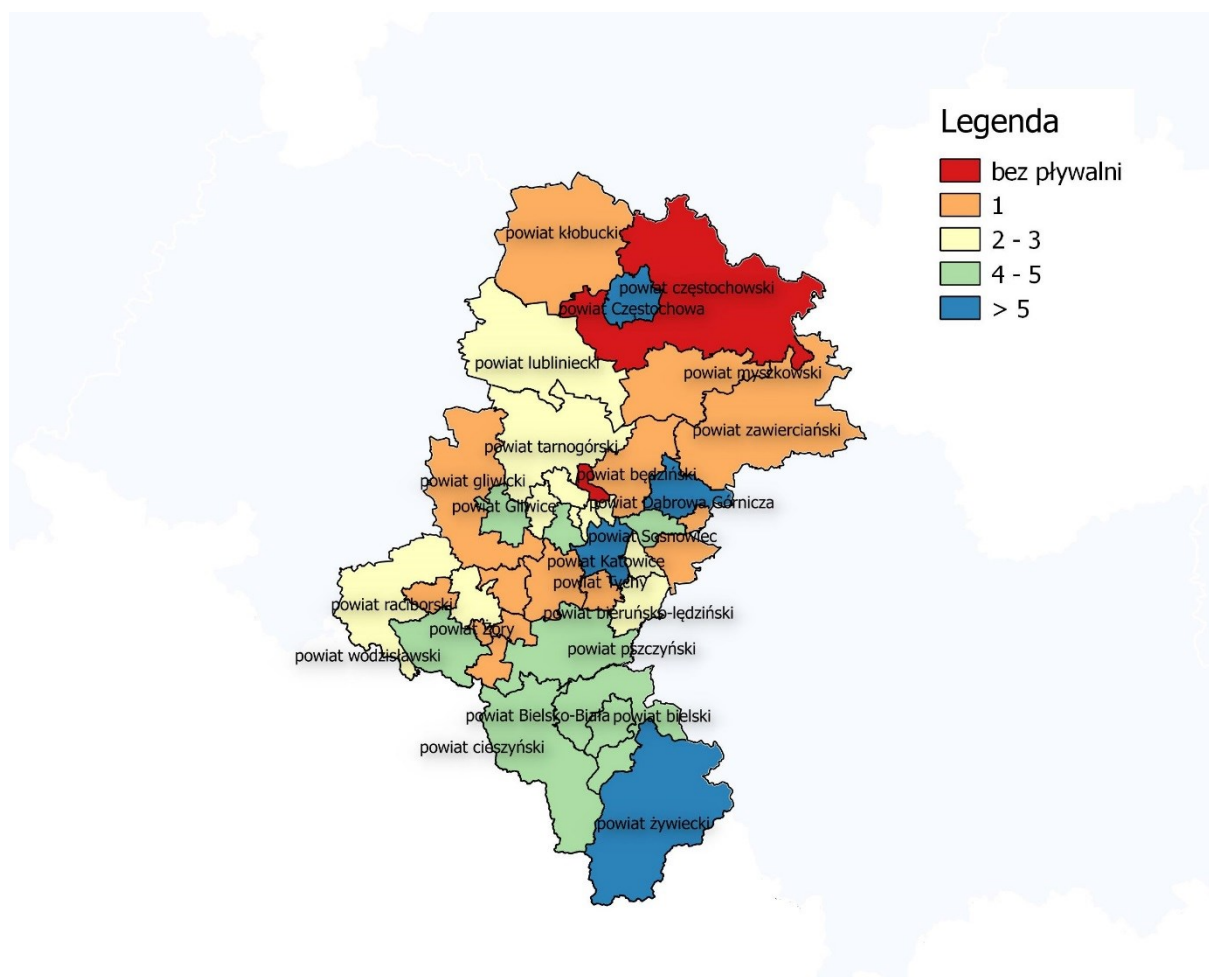 Legenda
bez pływalni
1
2 - 3
4 - 5
> 5
powiat kłobucki
powiat częstochowski
powiat Częstochowa
powiat lubliniecki
powiat myszkowski
powiat zawierciański
powiat tarnogórski
powiat będziński
powiat gliwicki
powiat Dąbrowa Górnicza
powiat Gliwice
powiat Sosnowiec
powiat Katowice
powiat Tychy
powiat raciborski
powiat bieruńsko-lędziński
powiat Żory
powiat pszczyński
powiat wodzisławski
powiat Bielsko-Biała
powiat bielski
powiat cieszyński
powiat żywiecki